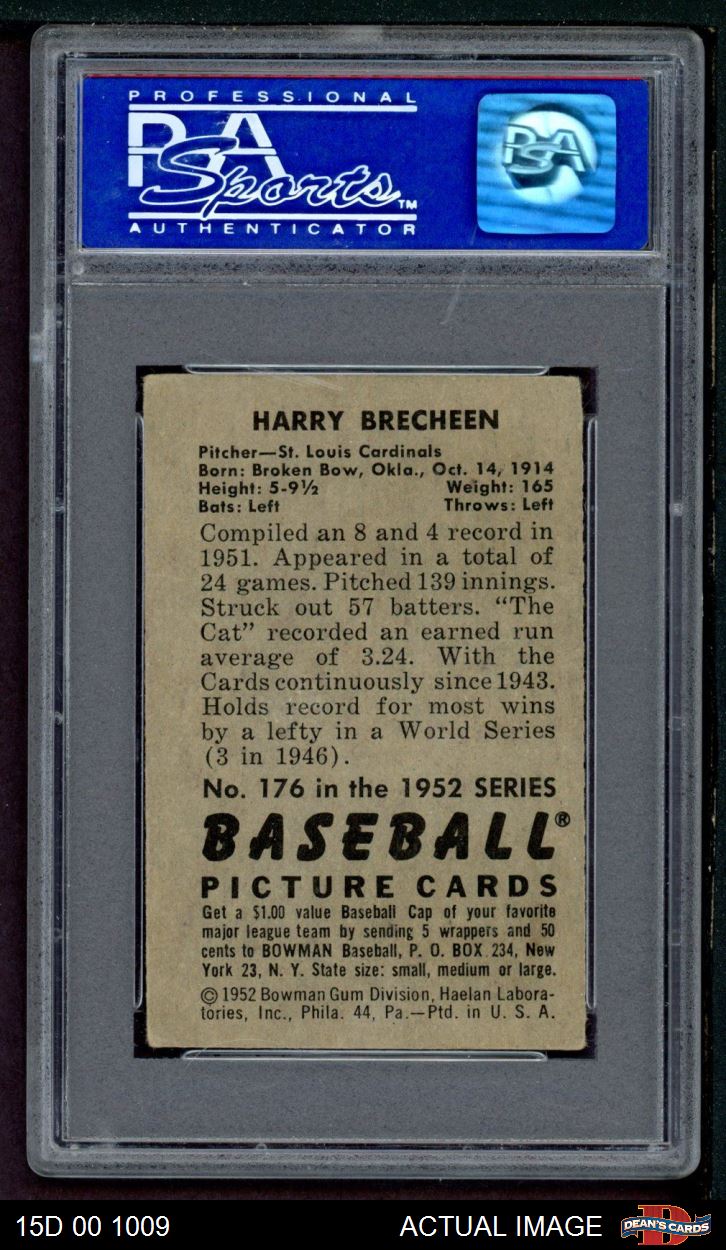 PROFESSIONAL
PSA
Sports™
AUTHENTICATOR
PSA
HARRY BRECHEEN
Pitcher—St. Louis Cardinals
Born: Broken Bow, Okla., Oct. 14, 1914
Height: 5-9½ Weight: 165
Bats: Left Throws: Left
Compiled an 8 and 4 record in
1951. Appeared in a total of
24 games. Pitched 139 innings.
Struck out 57 batters. “The
Cat” recorded an earned run
average of 3.24. With the
Cards continuously since 1943.
Holds record for most wins
by a lefty in a World Series
(3 in 1946).
No. 176 in the 1952 SERIES
BASEBALL®
PICTURE CARDS
Get a $1.00 value Baseball Cap of your favorite
major league team by sending 5 wrappers and 50
cents to BOWMAN Baseball, P. O. BOX 234, New
York 23, N. Y. State size: small, medium or large.
© 1952 Bowman Gum Division, Haelan Labora-
tories, Inc., Phila. 44, Pa.—Ptd. in U. S. A.
15D 00 1009 ACTUAL IMAGE
D
DEAN'S CARDS